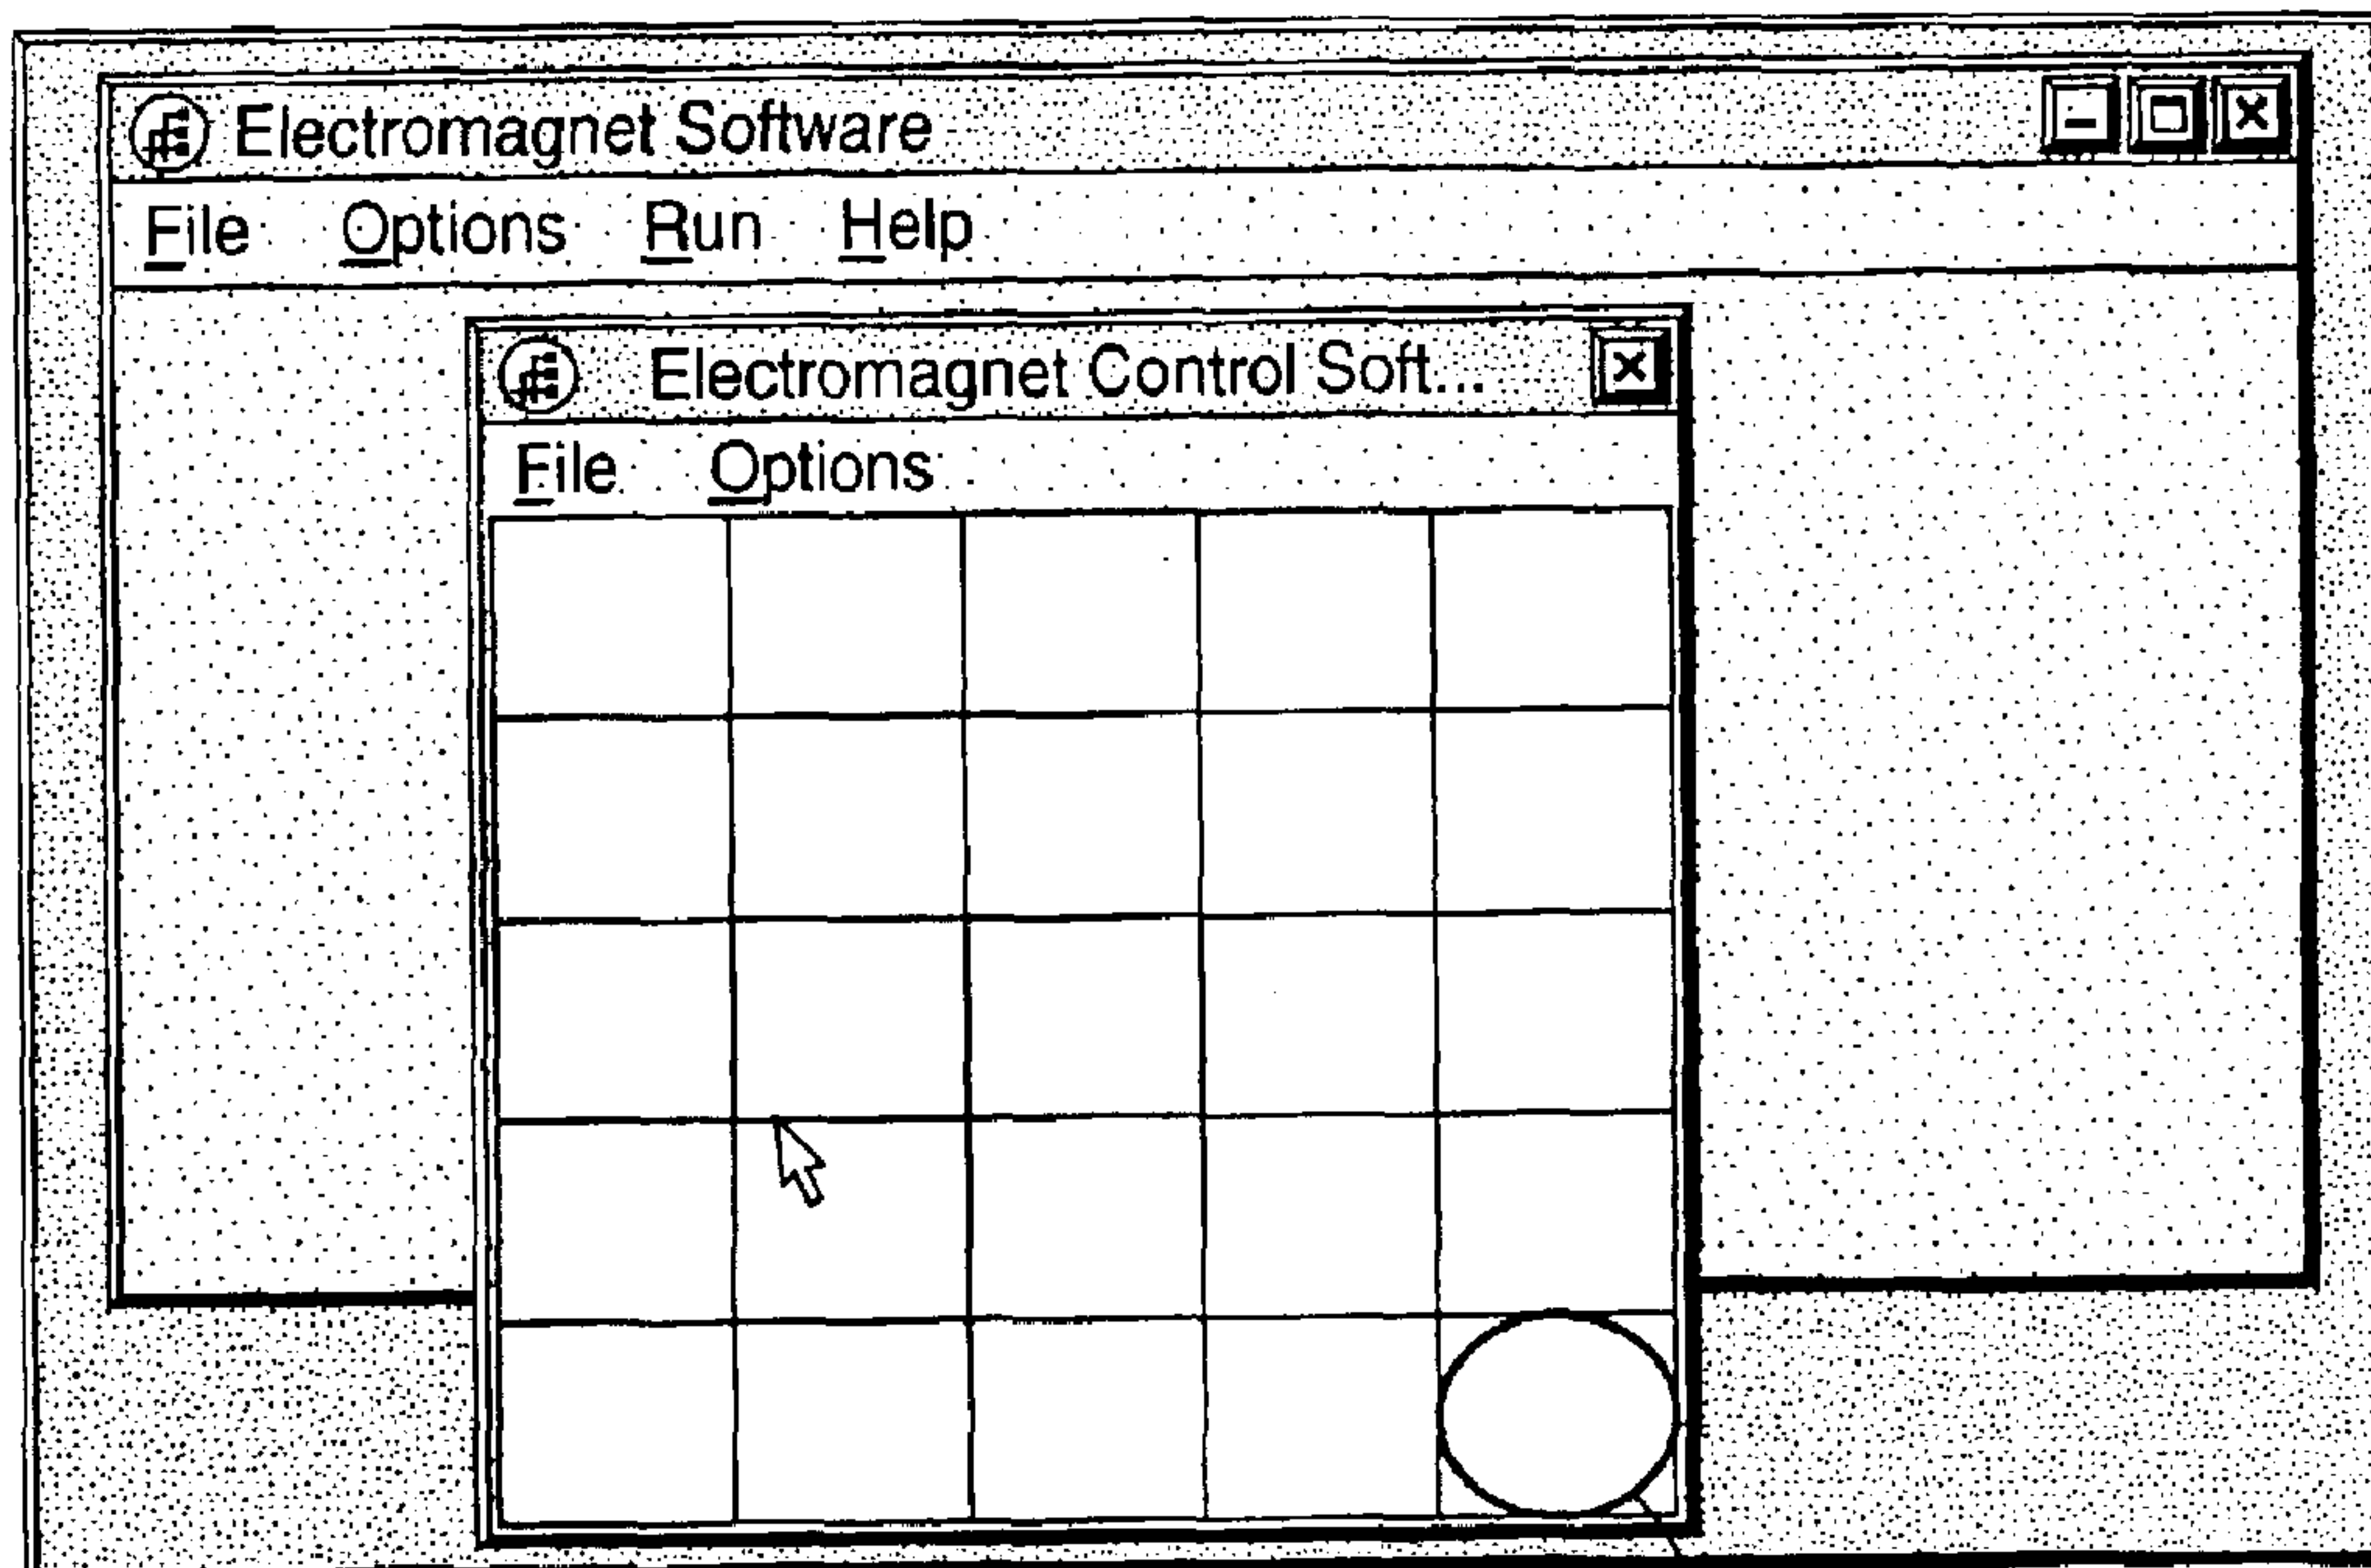 Electromagnet Software
File Options Run Help
Electromagnet Control Soft...
File Options